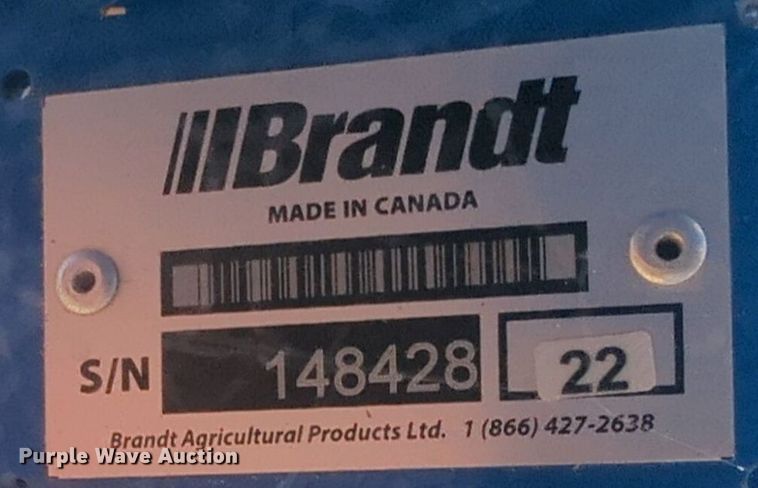 Brandt
MADE IN CANADA
S/N 148428 22
Brandt Agricultural Products Ltd. 1 (866) 427-2638
Purple Wave Auction